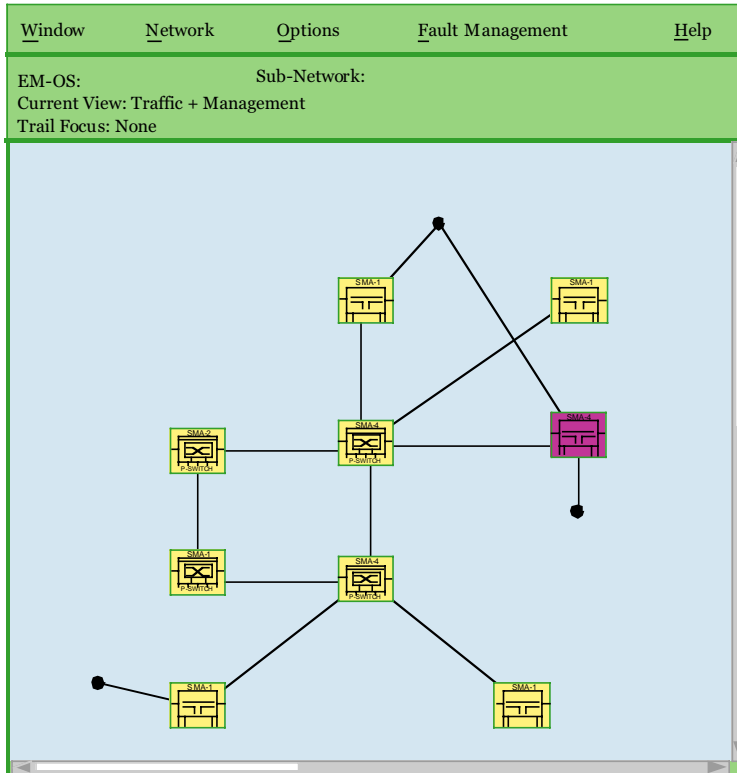 Window Network Options Fault Management Help
EM-OS: Sub-Network:
Current View: Traffic + Management
Trail Focus: None
SMA-1 SMA-1
SMA-4
SMA-2 SMA-4
P-SWITCH P-SWITCH
SMA-1 SMA-4
P-SWITCH P-SWITCH
SMA-1 SMA-1